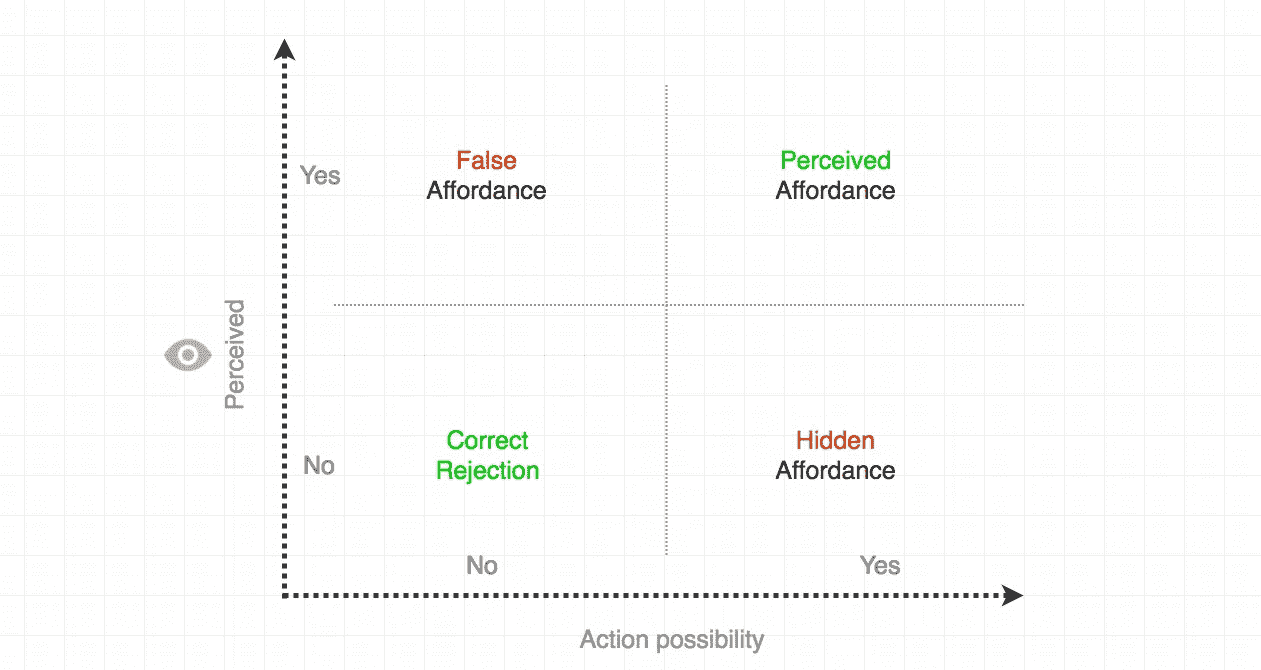 False
Affordance
Perceived
Affordance
Yes
Perceived
Correct
Rejection
Hidden
Affordance
No
No
Yes
Action possibility